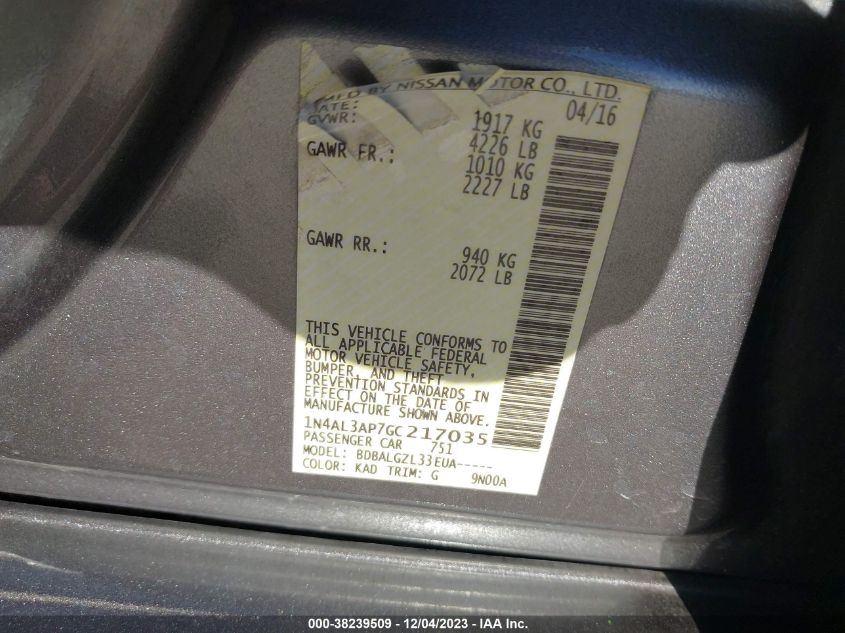 MFD BY NISSAN MOTOR CO., LTD.
DATE: 04/16
GVWR: 1917 KG
4226 LB
GAWR FR.: 1010 KG
2227 LB
GAWR RR.: 940 KG
2072 LB
THIS VEHICLE CONFORMS TO
ALL APPLICABLE FEDERAL
MOTOR VEHICLE SAFETY,
BUMPER, AND THEFT
PREVENTION STANDARDS IN
EFFECT ON THE DATE OF
MANUFACTURE SHOWN ABOVE.
1N4AL3AP7GC217035
PASSENGER CAR 751
MODEL: BDBALGZL33EUA-----
COLOR: KAD TRIM: G 9N00A
000-38239509 - 12/04/2023 - IAA Inc.